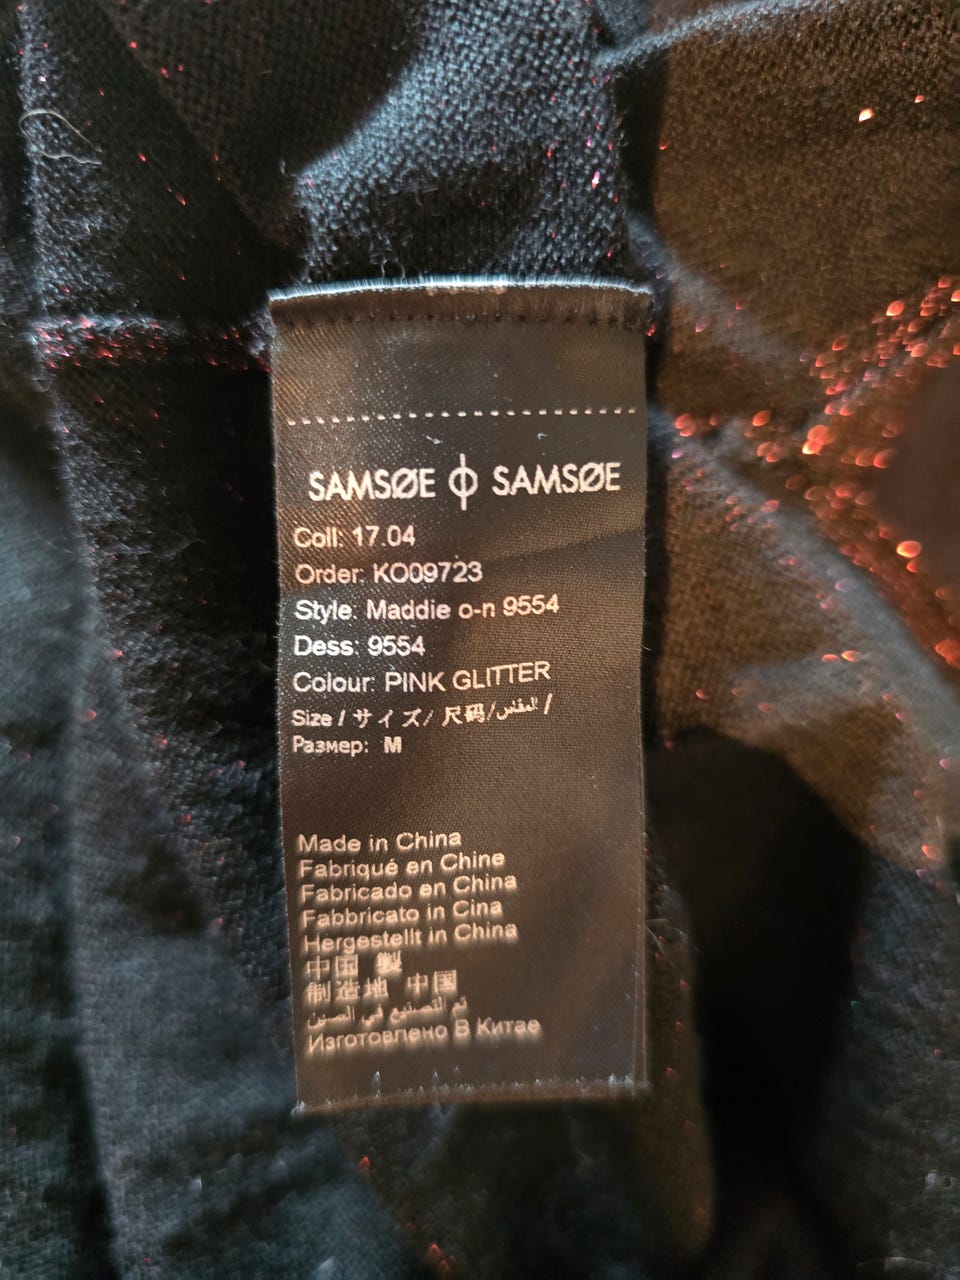 SAMSØE ϕ SAMSØE
Coll: 17.04
Order: KO09723
Style: Maddie o-n 9554
Dess: 9554
Colour: PINK GLITTER
Size / サイズ/ 尺码/المقاس/
Размер: M
Made in China
Fabriqué en Chine
Fabricado en China
Fabbricato in Cina
Hergestellt in China
中国 製
制造地 中国
تم التصنيع في الصين
Изготовлено В Китае